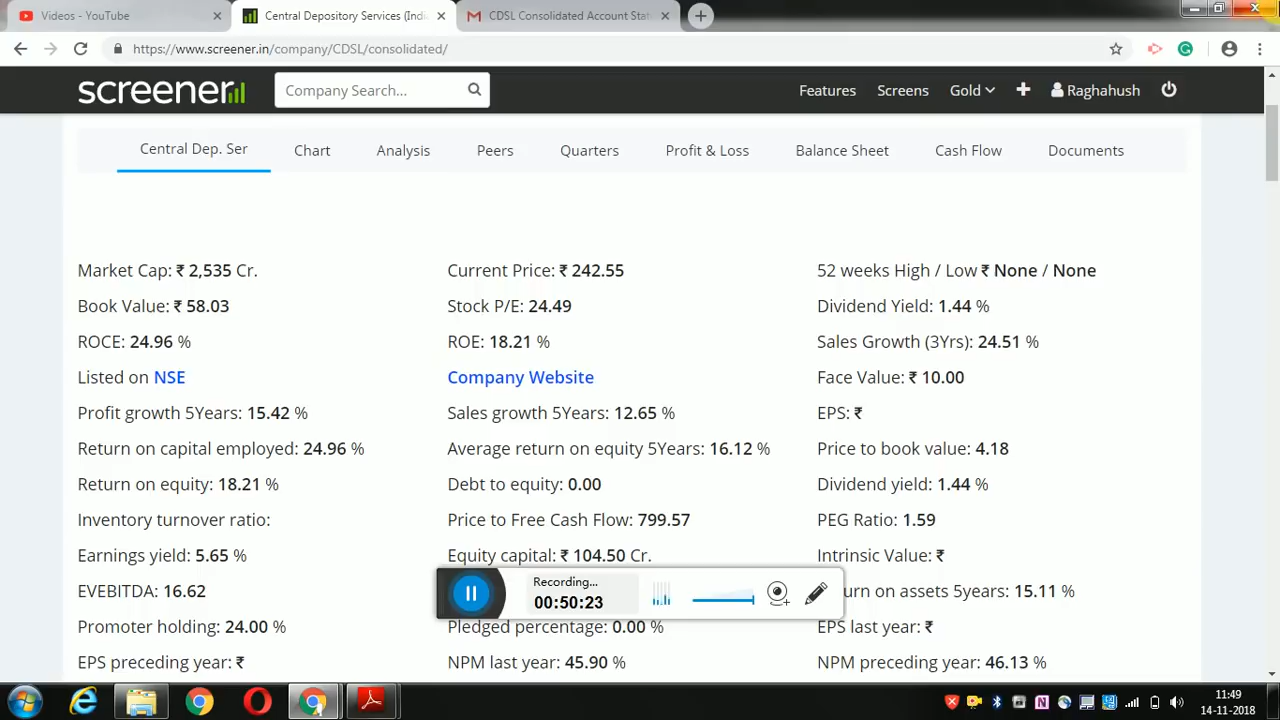 Videos - YouTube
Central Depository Services (Indi
CDSL Consolidated Account Stat
https://www.screener.in/company/CDSL/consolidated/
screener
Company Search...
Features
Screens
Gold
Raghahush
Central Dep. Ser
Chart
Analysis
Peers
Quarters
Profit & Loss
Balance Sheet
Cash Flow
Documents
Market Cap: ₹ 2,535 Cr.
Current Price: ₹ 242.55
52 weeks High / Low ₹ None / None
Book Value: ₹ 58.03
Stock P/E: 24.49
Dividend Yield: 1.44 %
ROCE: 24.96 %
ROE: 18.21 %
Sales Growth (3Yrs): 24.51 %
Listed on NSE
Company Website
Face Value: ₹ 10.00
Profit growth 5Years: 15.42 %
Sales growth 5Years: 12.65 %
EPS: ₹
Return on capital employed: 24.96 %
Average return on equity 5Years: 16.12 %
Price to book value: 4.18
Return on equity: 18.21 %
Debt to equity: 0.00
Dividend yield: 1.44 %
Inventory turnover ratio:
Price to Free Cash Flow: 799.57
PEG Ratio: 1.59
Earnings yield: 5.65 %
Equity capital: ₹ 104.50 Cr.
Intrinsic Value: ₹
Recording...
00:50:23
EVEBITDA: 16.62
urn on assets 5years: 15.11 %
Promoter holding: 24.00 %
Pledged percentage: 0.00 %
EPS last year: ₹
EPS preceding year: ₹
NPM last year: 45.90 %
NPM preceding year: 46.13 %
11:49
14-11-2018